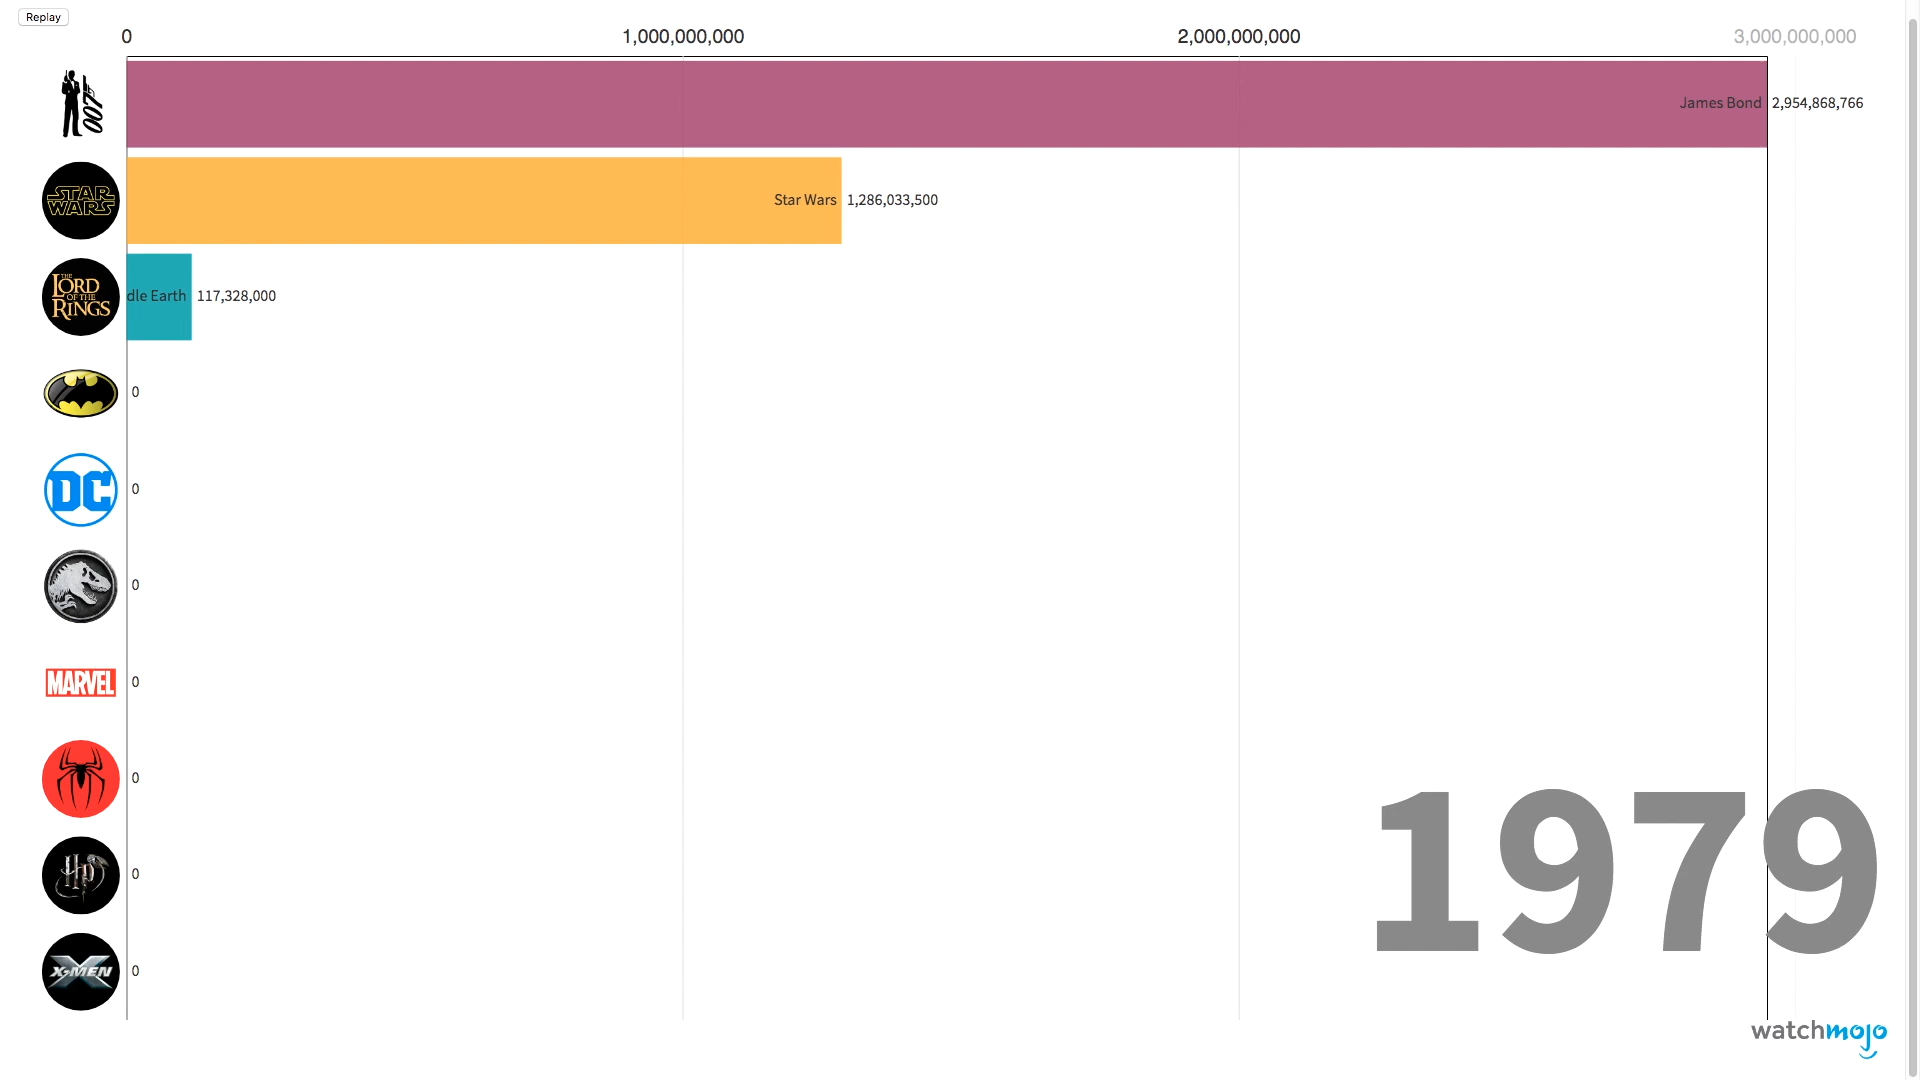 Replay
0 1,000,000,000 2,000,000,000 3,000,000,000
007 James Bond 2,954,868,766
STAR WARS Star Wars 1,286,033,500
THE LORD OF THE RINGS dle Earth 117,328,000
0
DC 0
0
MARVEL 0
0
HP 0
X-MEN 0
1979
watchmojo